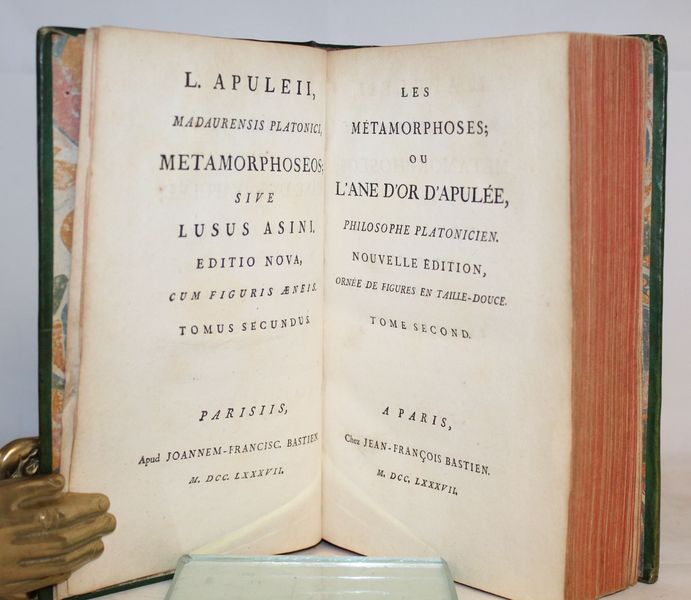 L. APULEII,
MADAURENSIS PLATONICI,
METAMORPHOSEOS;
SIVE
LUSUS ASINI.
EDITIO NOVA,
CUM FIGURIS ÆNEIS.
TOMUS SECUNDUS.
PARISIIS,
Apud JOANNEM-FRANCISC. BASTIEN.
M. DCC. LXXXVII.
LES
MÉTAMORPHOSES;
OU
L'ANE D'OR D'APULÉE,
PHILOSOPHE PLATONICIEN.
NOUVELLE ÉDITION,
ORNÉE DE FIGURES EN TAILLE-DOUCE.
TOME SECOND.
A PARIS,
Chez JEAN-FRANÇOIS BASTIEN.
M. DCC. LXXXVII.